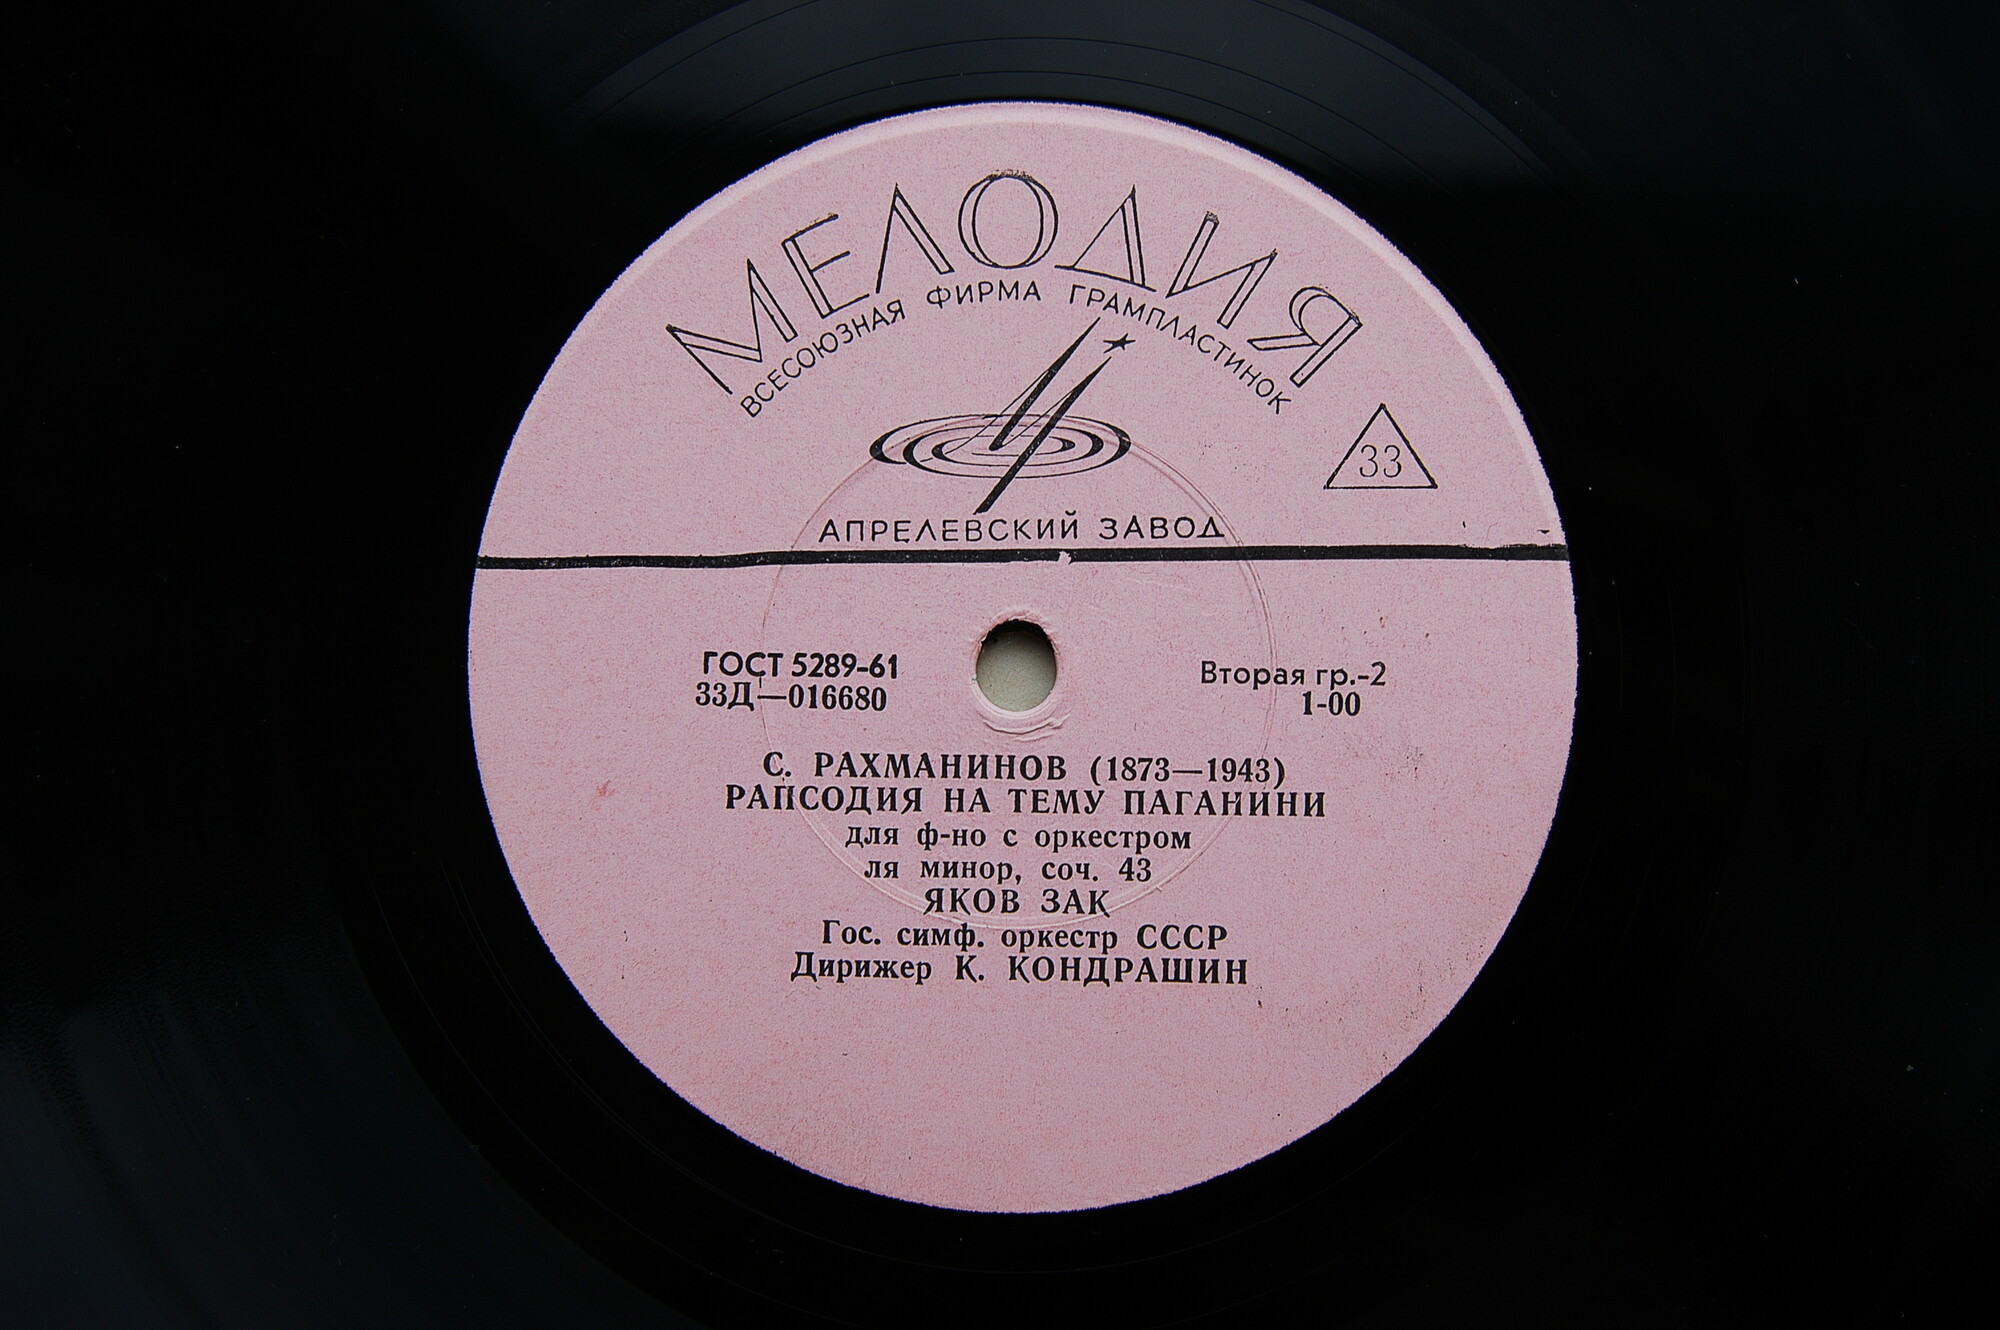 МЕЛОДИЯ
ВСЕСОЮЗНАЯ ФИРМА ГРАМПЛАСТИНОК
33
АПРЕЛЕВСКИЙ ЗАВОД
ГОСТ 5289-61
33Д—016680
Вторая гр.-2
1-00
С. РАХМАНИНОВ (1873—1943)
РАПСОДИЯ НА ТЕМУ ПАГАНИНИ
для ф-но с оркестром
ля минор, соч. 43
ЯКОВ ЗАК
Гос. симф. оркестр СССР
Дирижер К. КОНДРАШИН